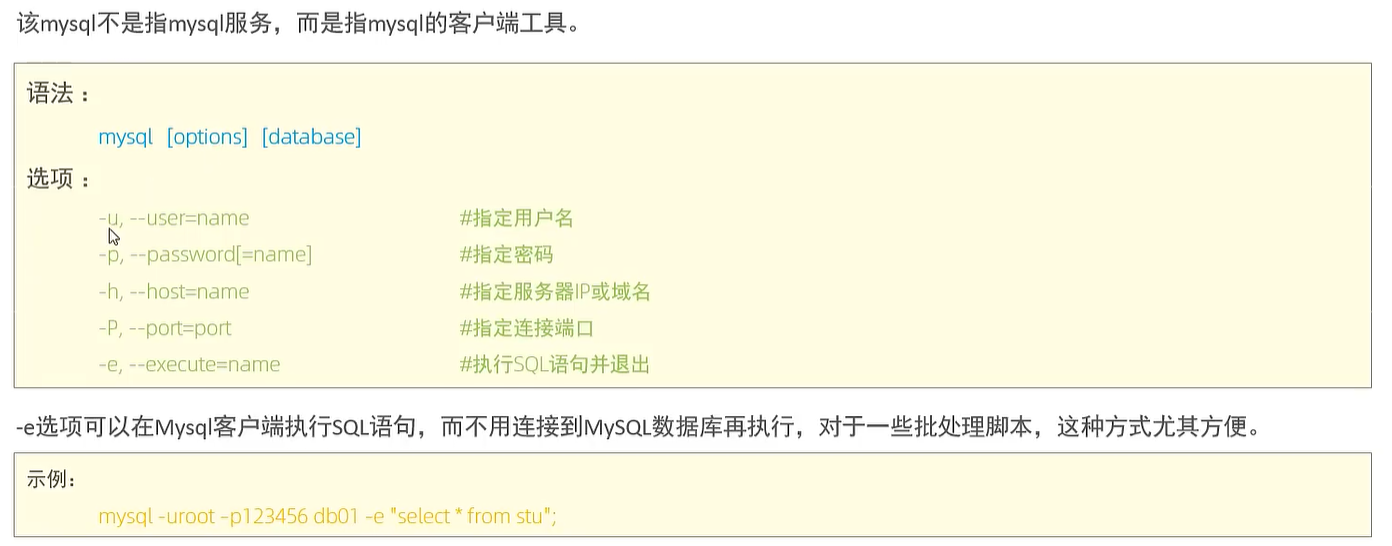 该mysql不是指mysql服务，而是指mysql的客户端工具。
语法 ：
mysql [options] [database]
选项 ：
-u, --user=name #指定用户名
-p, --password[=name] #指定密码
-h, --host=name #指定服务器IP或域名
-P, --port=port #指定连接端口
-e, --execute=name #执行SQL语句并退出
-e选项可以在Mysql客户端执行SQL语句，而不用连接到MySQL数据库再执行，对于一些批处理脚本，这种方式尤其方便。
示例：
mysql -uroot –p123456 db01 -e "select * from stu";